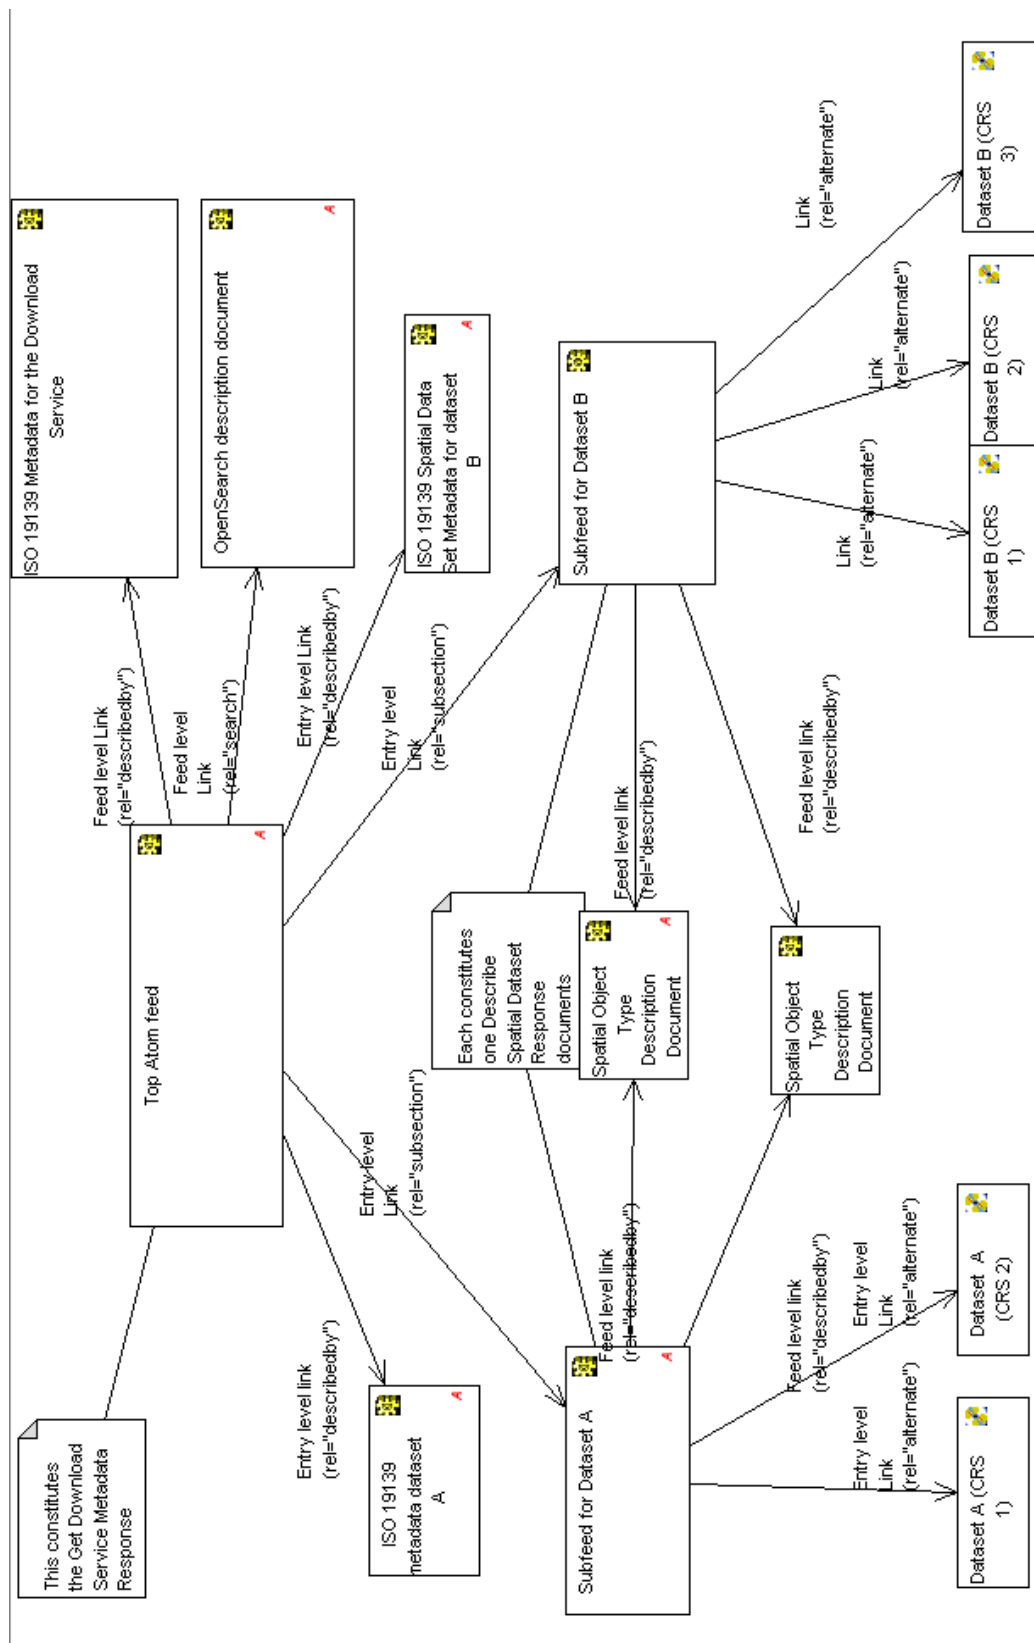 This constitutes
the Get Download
Service Metadata
Response
Top Atom feed
A
ISO 19139 Metadata for the Download
Service
Feed level Link
(rel="describedby")
Feed level
Link
(rel="search")
OpenSearch description document
A
Entry level Link
(rel="describedby")
ISO 19139 Spatial Data
Set Metadata for dataset
B
A
Entry level link
(rel="describedby")
ISO 19139
metadata dataset
A
A
Entry level
Link
(rel="subsection")
Entry level
Link
(rel="subsection")
Each constitutes
one Describe
Spatial Dataset
Response
documents
Subfeed for Dataset A
A
Subfeed for Dataset B
Feed level link
(rel="describedby")
Spatial Object
Type
Description
Document
A
Feed level link
(rel="describedby")
Feed level link
(rel="describedby")
Spatial Object
Type
Description
Document
Feed level link
(rel="describedby")
Entry level
Link
(rel="alternate")
Entry level
Link
(rel="alternate")
Link
(rel="alternate")
Link
(rel="alternate")
Link
(rel="alternate")
Dataset A (CRS
1)
Dataset A
(CRS 2)
Dataset B (CRS
1)
Dataset B (CRS
2)
Dataset B (CRS
3)